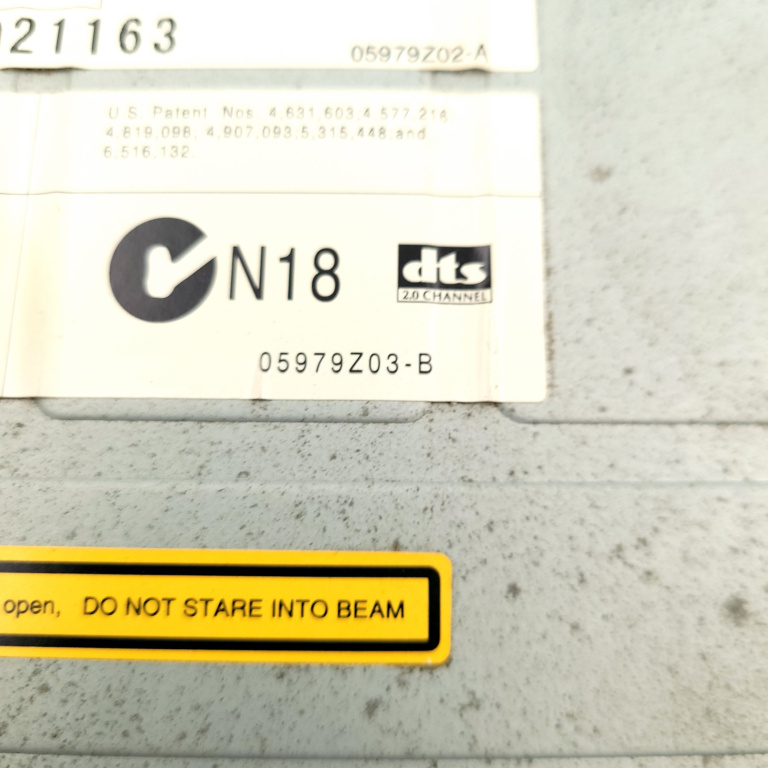 021163
05979Z02-A
U.S. Patent Nos. 4,631,603;4,577,216
4,819,098; 4,907,093;5,315,448 and
6,516,132
N18
dts
2.0 CHANNEL
05979Z03-B
open, DO NOT STARE INTO BEAM